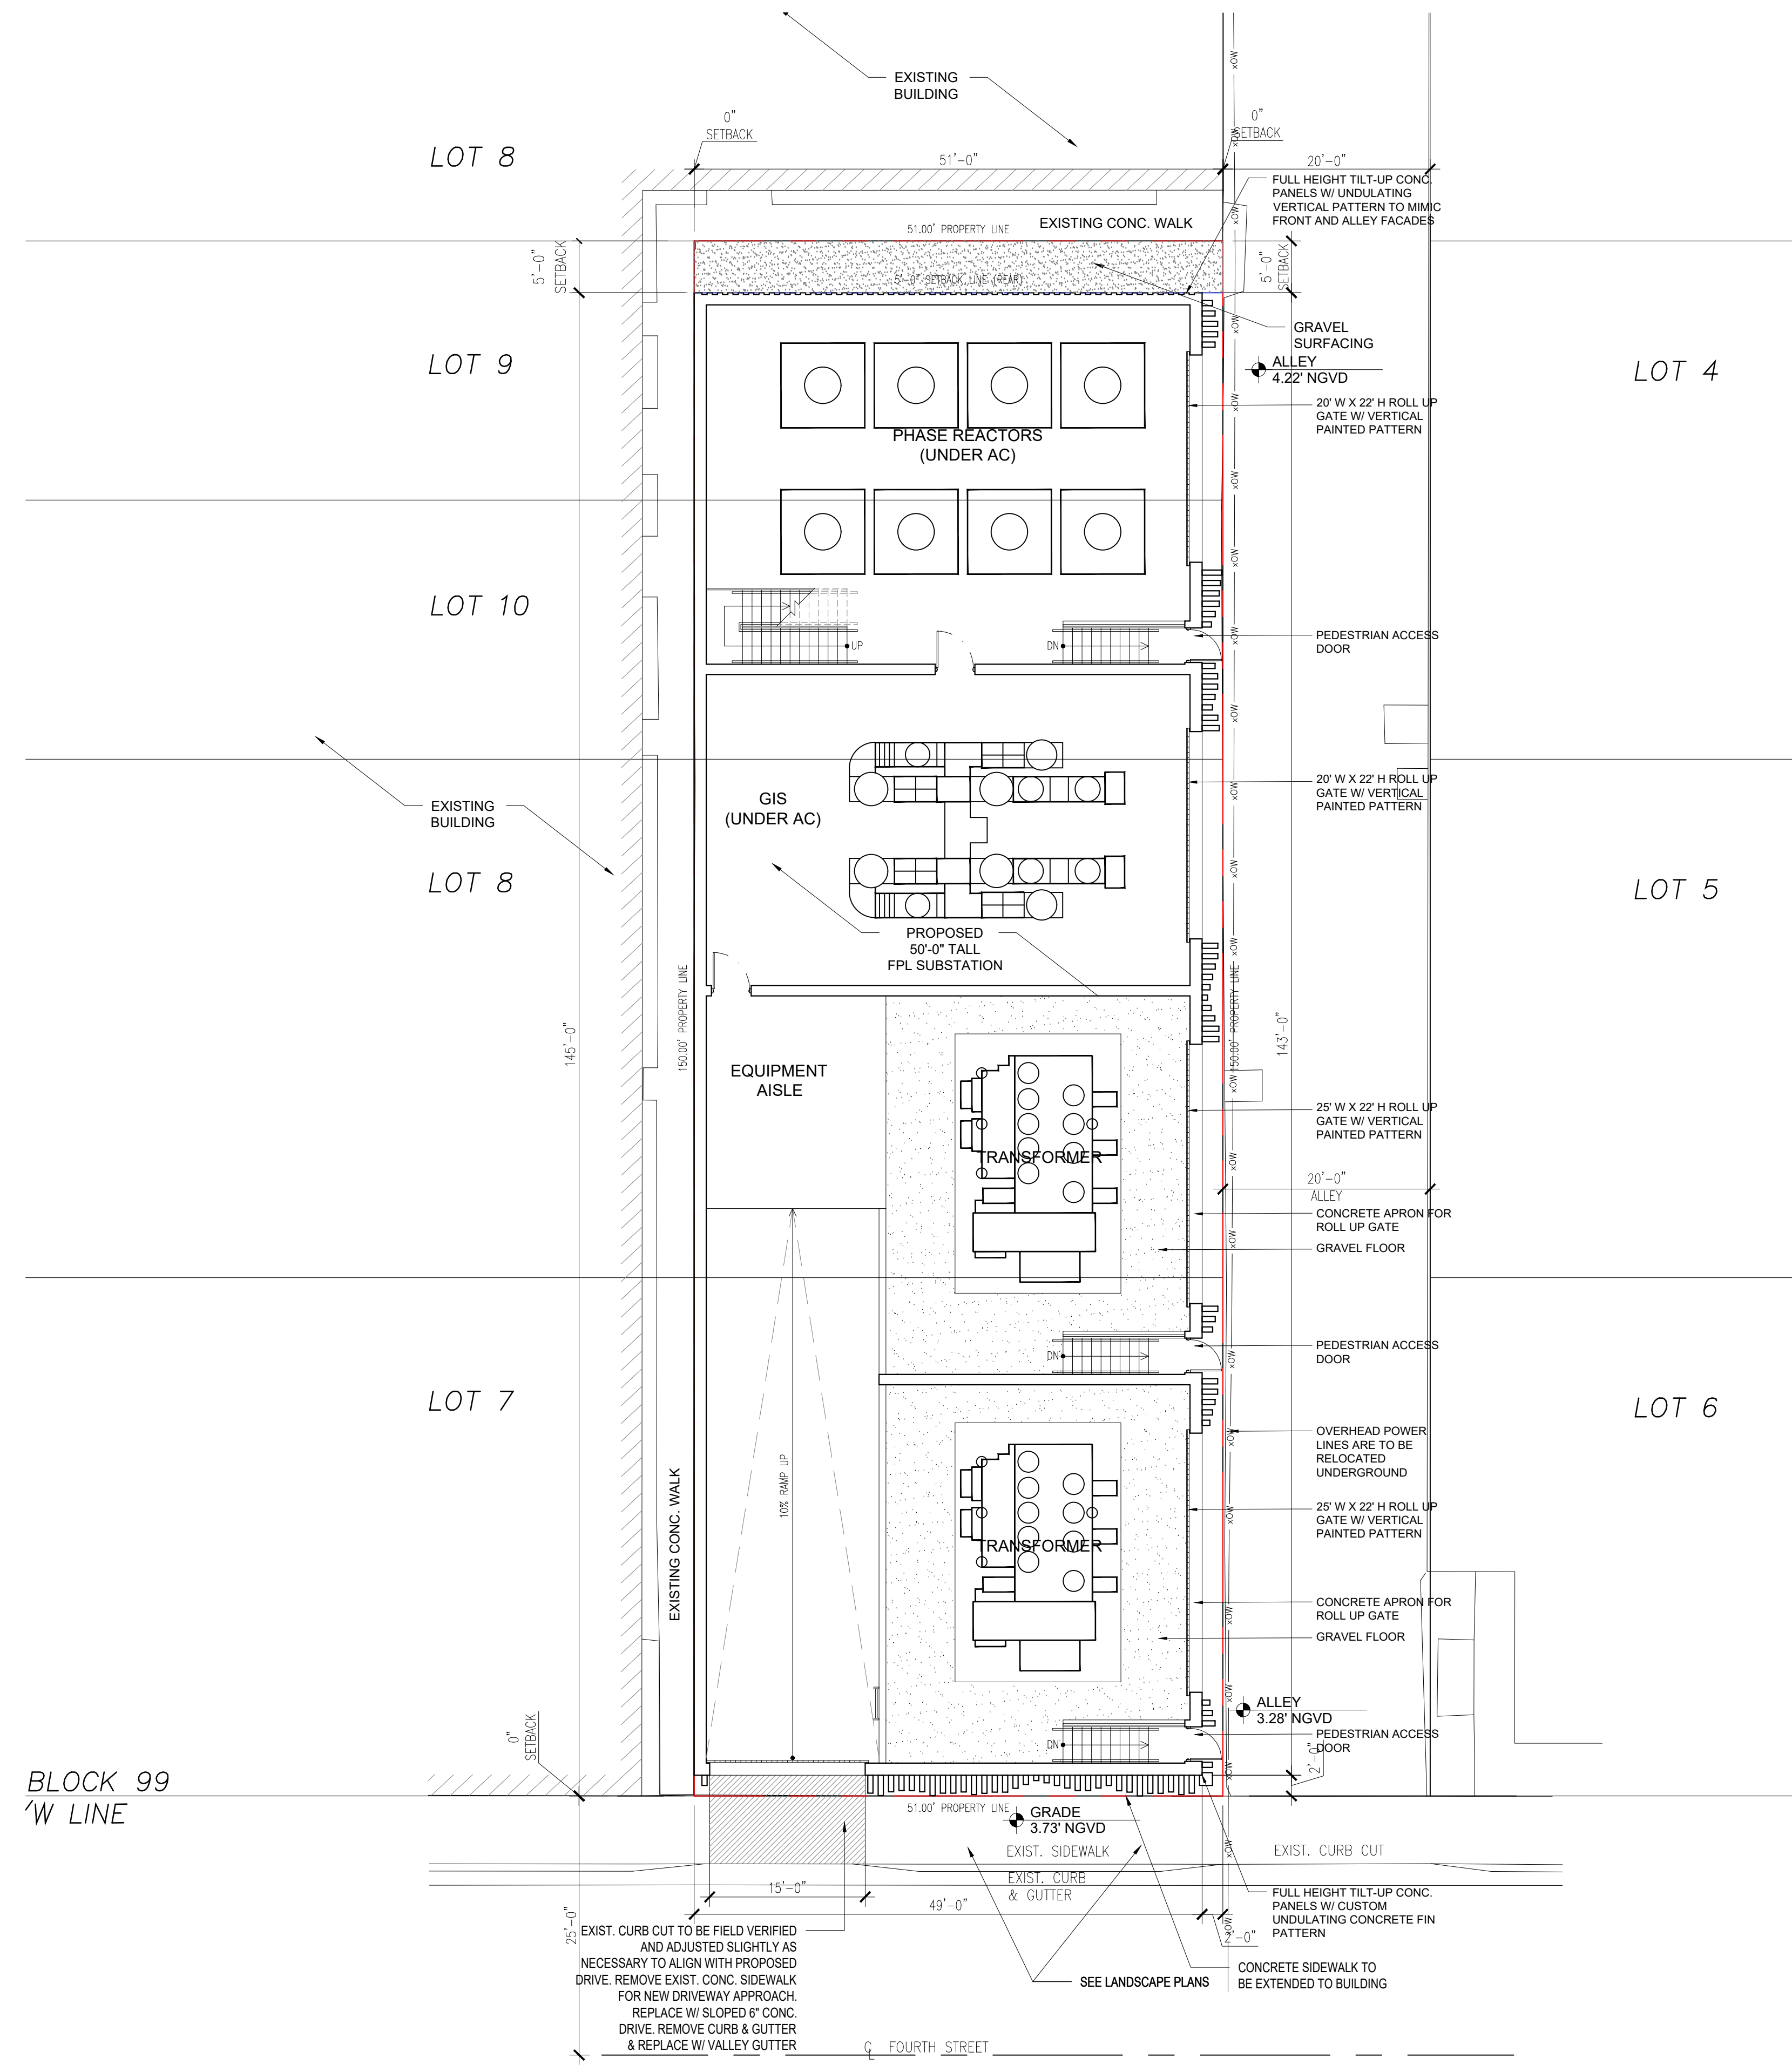 EXISTING
BUILDING
0"
SETBACK
0"
SETBACK
LOT 8
51'-0"
20'-0"
FULL HEIGHT TILT-UP CONC.
PANELS W/ UNDULATING
VERTICAL PATTERN TO MIMIC
FRONT AND ALLEY FACADES
EXISTING CONC. WALK
51.00' PROPERTY LINE
5'-0"
SETBACK
5'-0" SETBACK LINE (REAR)
5'-0"
SETBACK
GRAVEL
SURFACING
LOT 9
ALLEY
4.22' NGVD
LOT 4
20' W X 22' H ROLL UP
GATE W/ VERTICAL
PAINTED PATTERN
PHASE REACTORS
(UNDER AC)
LOT 10
UP
DN
PEDESTRIAN ACCESS
DOOR
20' W X 22' H ROLL UP
GATE W/ VERTICAL
PAINTED PATTERN
GIS
(UNDER AC)
EXISTING
BUILDING
LOT 8
LOT 5
PROPOSED
50'-0" TALL
FPL SUBSTATION
150.00' PROPERTY LINE
150.00' PROPERTY LINE
145'-0"
143'-0"
EQUIPMENT
AISLE
25' W X 22' H ROLL UP
GATE W/ VERTICAL
PAINTED PATTERN
TRANSFORMER
20'-0"
ALLEY
CONCRETE APRON FOR
ROLL UP GATE
GRAVEL FLOOR
DN
PEDESTRIAN ACCESS
DOOR
LOT 7
LOT 6
OVERHEAD POWER
LINES ARE TO BE
RELOCATED
UNDERGROUND
10% RAMP UP
EXISTING CONC. WALK
25' W X 22' H ROLL UP
GATE W/ VERTICAL
PAINTED PATTERN
TRANSFORMER
CONCRETE APRON FOR
ROLL UP GATE
GRAVEL FLOOR
ALLEY
3.28' NGVD
0"
SETBACK
DN
PEDESTRIAN ACCESS
DOOR
2'-0"
BLOCK 99
'W LINE
51.00' PROPERTY LINE
GRADE
3.73' NGVD
EXIST. SIDEWALK
EXIST. CURB CUT
EXIST. CURB
& GUTTER
15'-0"
49'-0"
2'-0"
25'-0"
FULL HEIGHT TILT-UP CONC.
PANELS W/ CUSTOM
UNDULATING CONCRETE FIN
PATTERN
EXIST. CURB CUT TO BE FIELD VERIFIED
AND ADJUSTED SLIGHTLY AS
NECESSARY TO ALIGN WITH PROPOSED
DRIVE. REMOVE EXIST. CONC. SIDEWALK
FOR NEW DRIVEWAY APPROACH.
REPLACE W/ SLOPED 6" CONC.
DRIVE. REMOVE CURB & GUTTER
& REPLACE W/ VALLEY GUTTER
SEE LANDSCAPE PLANS
CONCRETE SIDEWALK TO
BE EXTENDED TO BUILDING
FOURTH STREET